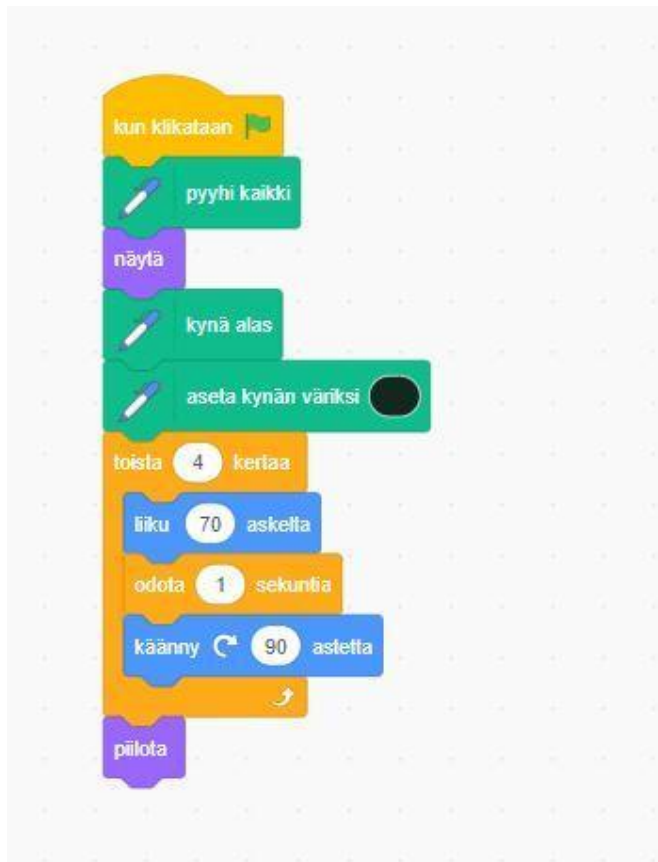 kun klikataan
pyyhi kaikki
näytä
kynä alas
aseta kynän väriksi
toista 4 kertaa
liiku 70 askelta
odota 1 sekuntia
käänny 90 astetta
piilota